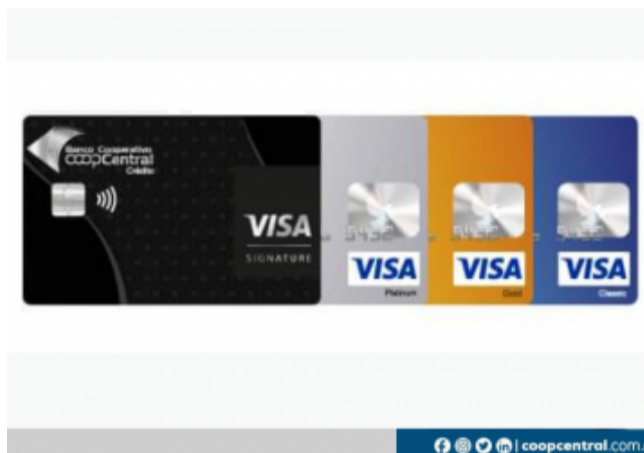 Banco Cooperativo
COOPCentral
Crédito
VISA
SIGNATURE
VISA
Platinum
VISA
Gold
VISA
Classic
coopcentral.com.